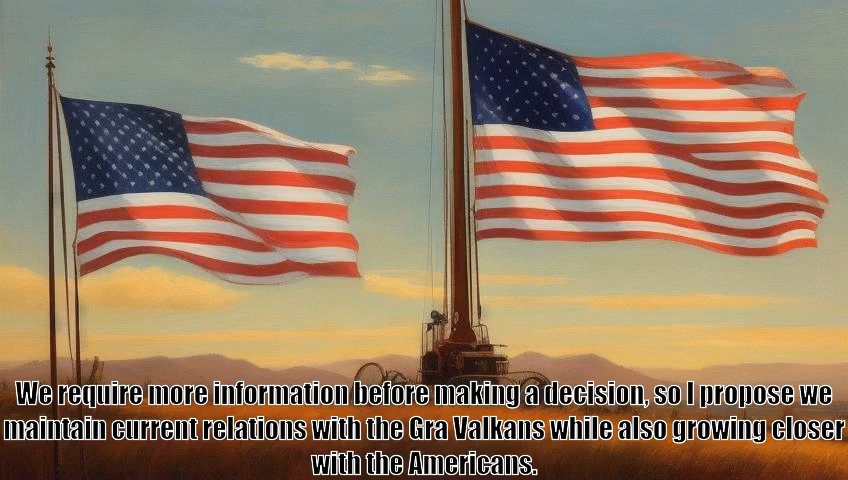 We require more information before making a decision, so I propose we
maintain current relations with the Gra Valkans while also growing closer
with the Americans.